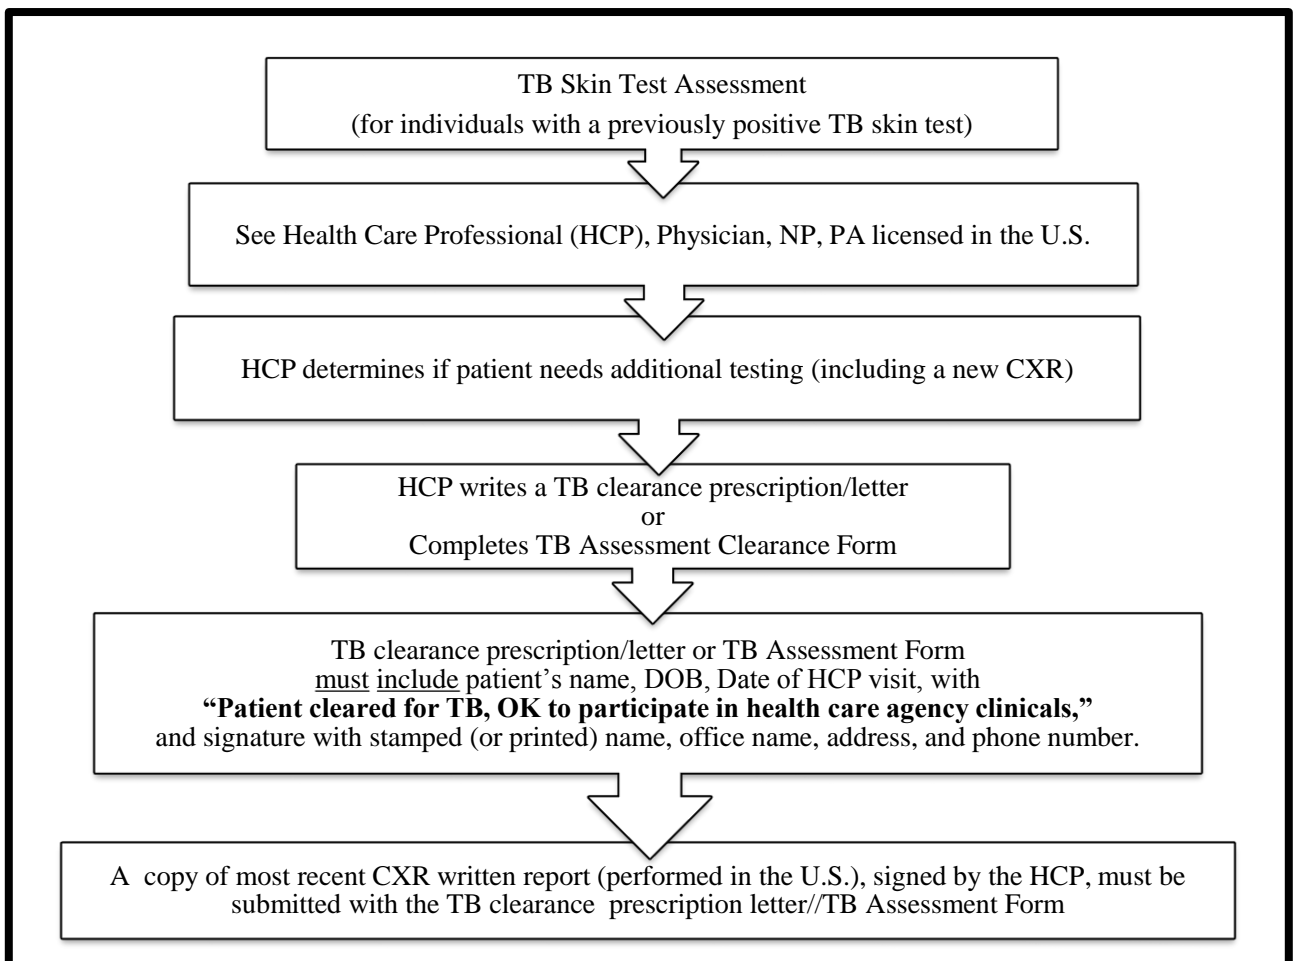 TB Skin Test Assessment
(for individuals with a previously positive TB skin test)
See Health Care Professional (HCP), Physician, NP, PA licensed in the U.S.
HCP determines if patient needs additional testing (including a new CXR)
HCP writes a TB clearance prescription/letter
or
Completes TB Assessment Clearance Form
TB clearance prescription/letter or TB Assessment Form
must include patient’s name, DOB, Date of HCP visit, with
“Patient cleared for TB, OK to participate in health care agency clinicals,”
and signature with stamped (or printed) name, office name, address, and phone number.
A copy of most recent CXR written report (performed in the U.S.), signed by the HCP, must be
submitted with the TB clearance prescription letter//TB Assessment Form